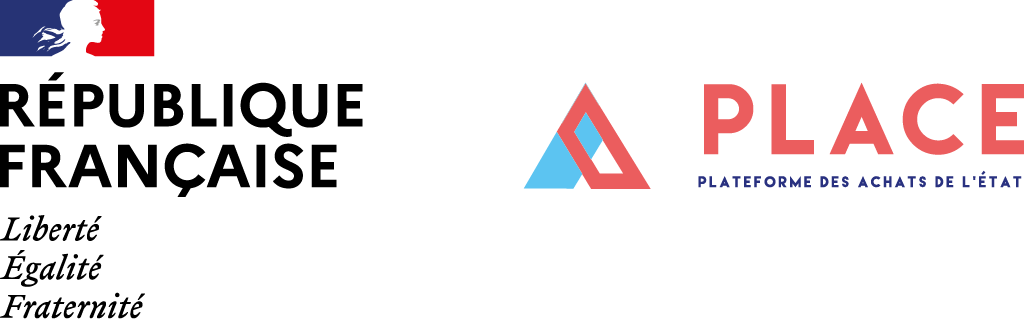 RÉPUBLIQUE
FRANÇAISE
Liberté
Égalité
Fraternité
PLACE
PLATEFORME DES ACHATS DE L'ÉTAT